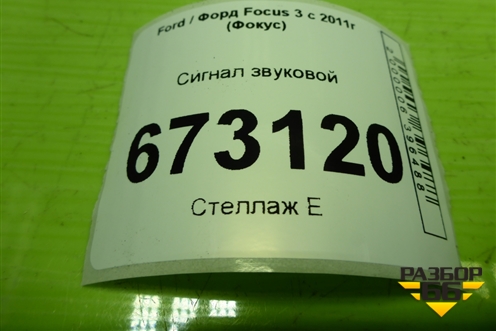 Ford / Форд Focus 3 с 2011г
(Фокус)
Сигнал звуковой
673120
Стеллаж Е
РАЗБОР
65